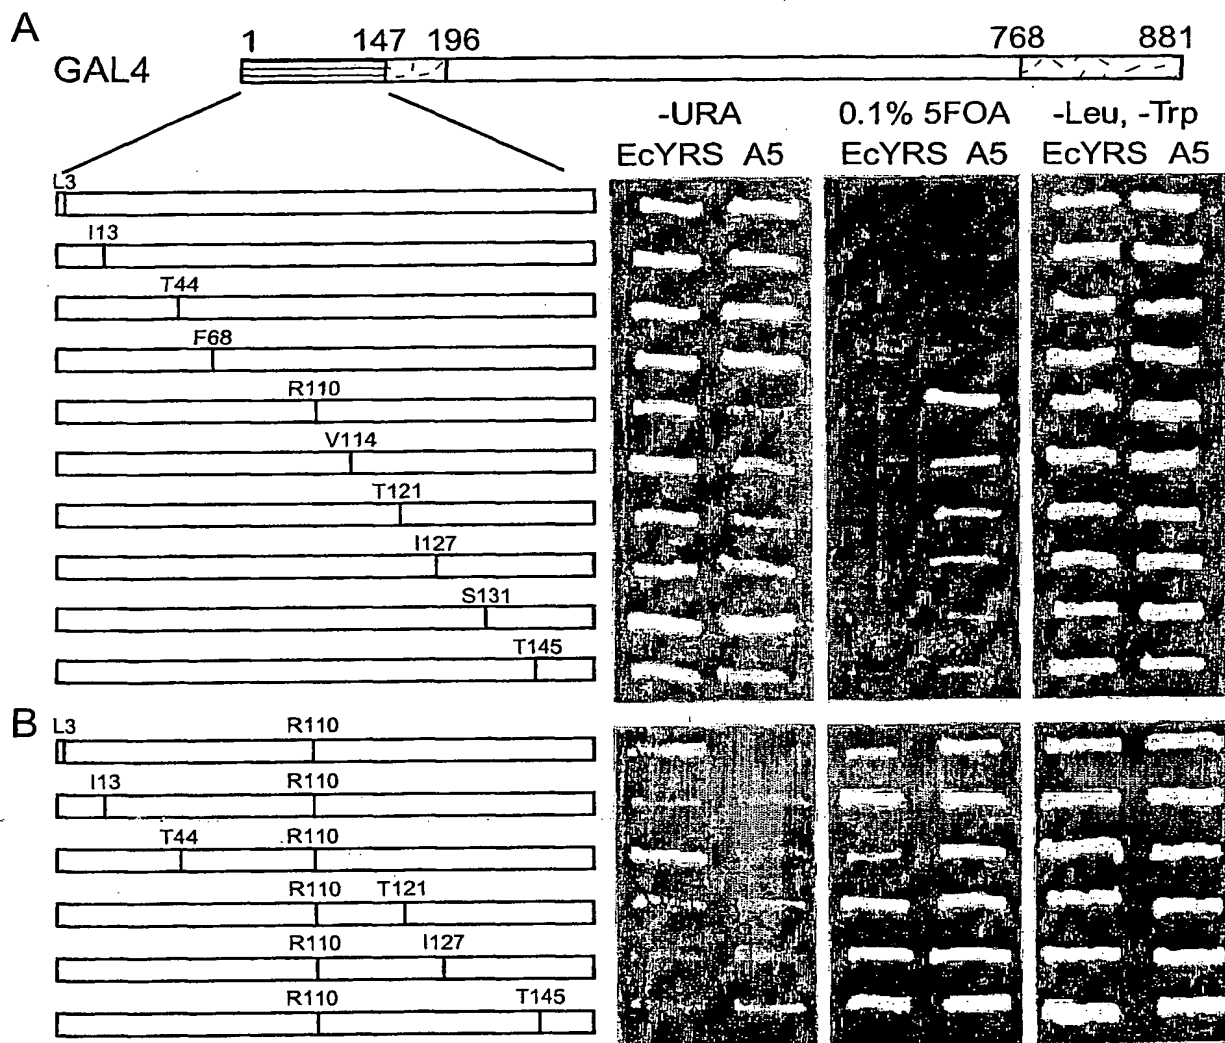 A
1 147 196 768 881
GAL4
-URA 0.1% 5FOA -Leu, -Trp
EcYRS A5 EcYRS A5 EcYRS A5
L3
I13
T44
F68
R110
V114
T121
I127
S131
T145
B
L3 R110
I13 R110
T44 R110
R110 T121
R110 I127
R110 T145